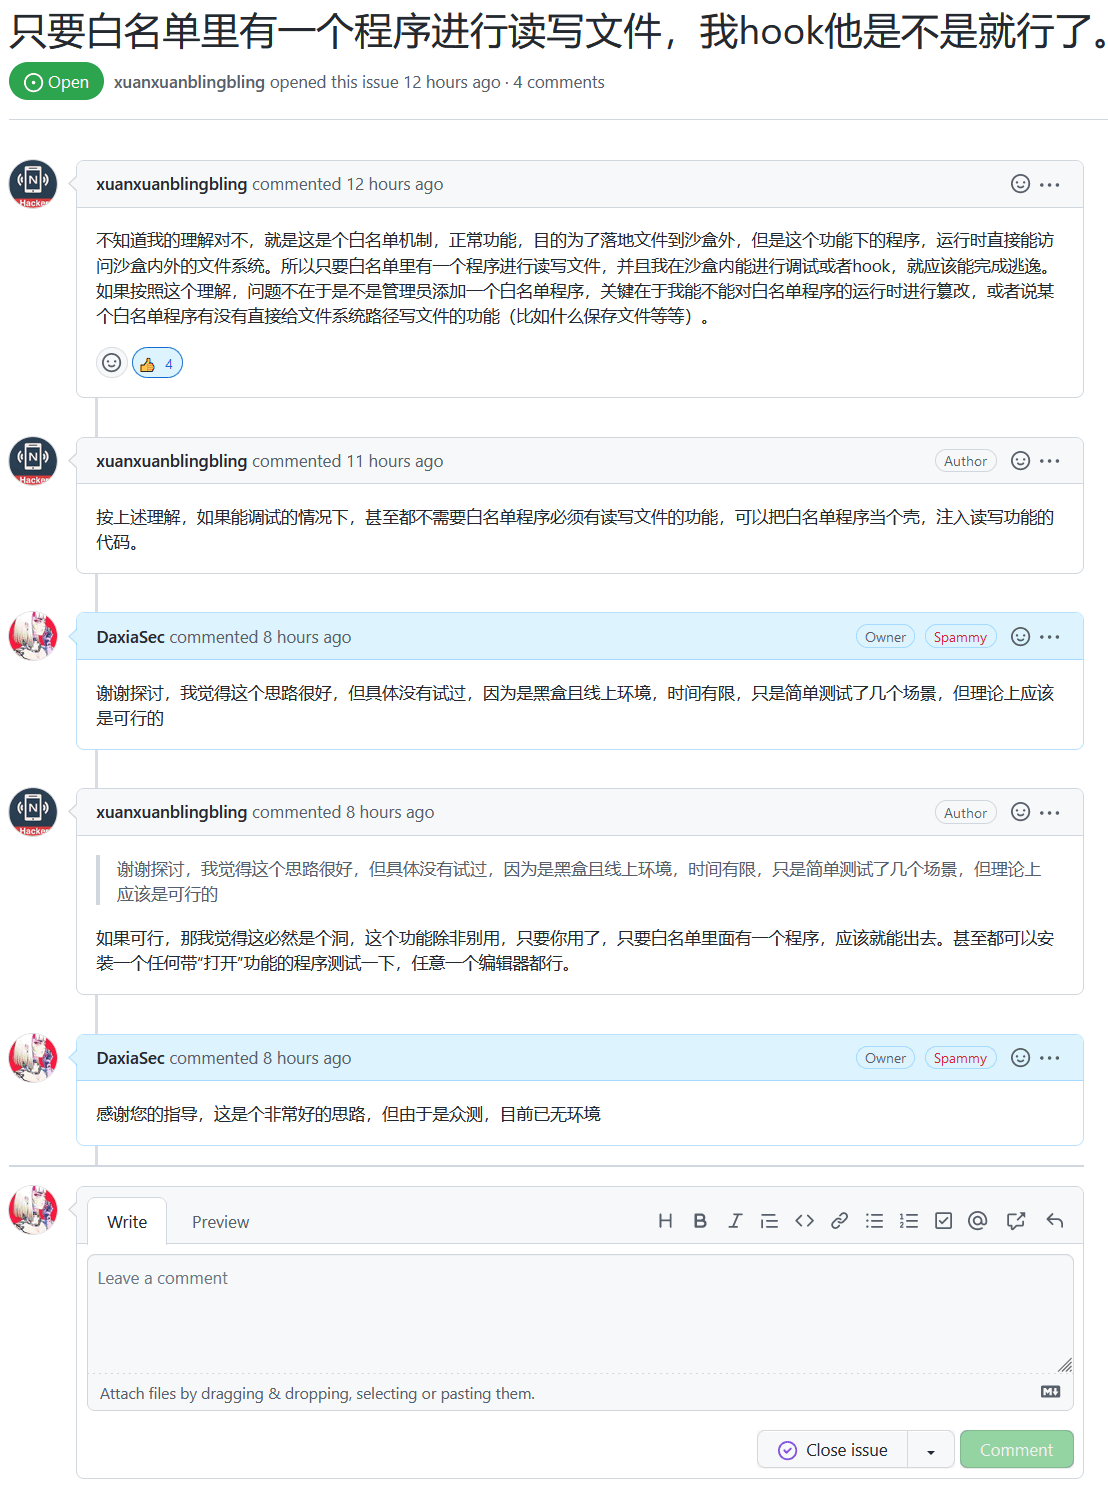 只要白名单里有一个程序进行读写文件，我hook他是不是就行了。
Open xuanxuanblingbling opened this issue 12 hours ago · 4 comments
xuanxuanblingbling commented 12 hours ago
不知道我的理解对不，就是这是个白名单机制，正常功能，目的为了落地文件到沙盒外，但是这个功能下的程序，运行时直接能访
问沙盒内外的文件系统。所以只要白名单里有一个程序进行读写文件，并且我在沙盒内能进行调试或者hook，就应该能完成逃逸。
如果按照这个理解，问题不在于是不是管理员添加一个白名单程序，关键在于我能不能对白名单程序的运行时进行篡改，或者说某
个白名单程序有没有直接给文件系统路径写文件的功能（比如什么保存文件等等）。
4
N
Hacker
xuanxuanblingbling commented 11 hours ago Author
按上述理解，如果能调试的情况下，甚至都不需要白名单程序必须有读写文件的功能，可以把白名单程序当个壳，注入读写功能的
代码。
N
Hacker
DaxiaSec commented 8 hours ago Owner Spammy
谢谢探讨，我觉得这个思路很好，但具体没有试过，因为是黑盒且线上环境，时间有限，只是简单测试了几个场景，但理论上应该
是可行的
xuanxuanblingbling commented 8 hours ago Author
谢谢探讨，我觉得这个思路很好，但具体没有试过，因为是黑盒且线上环境，时间有限，只是简单测试了几个场景，但理论上
应该是可行的
如果可行，那我觉得这必然是个洞，这个功能除非别用，只要你用了，只要白名单里面有一个程序，应该就能出去。甚至都可以安
装一个任何带“打开”功能的程序测试一下，任意一个编辑器都行。
N
Hacker
DaxiaSec commented 8 hours ago Owner Spammy
感谢您的指导，这是个非常好的思路，但由于是众测，目前已无环境
Write Preview
Leave a comment
Attach files by dragging & dropping, selecting or pasting them.
Close issue Comment